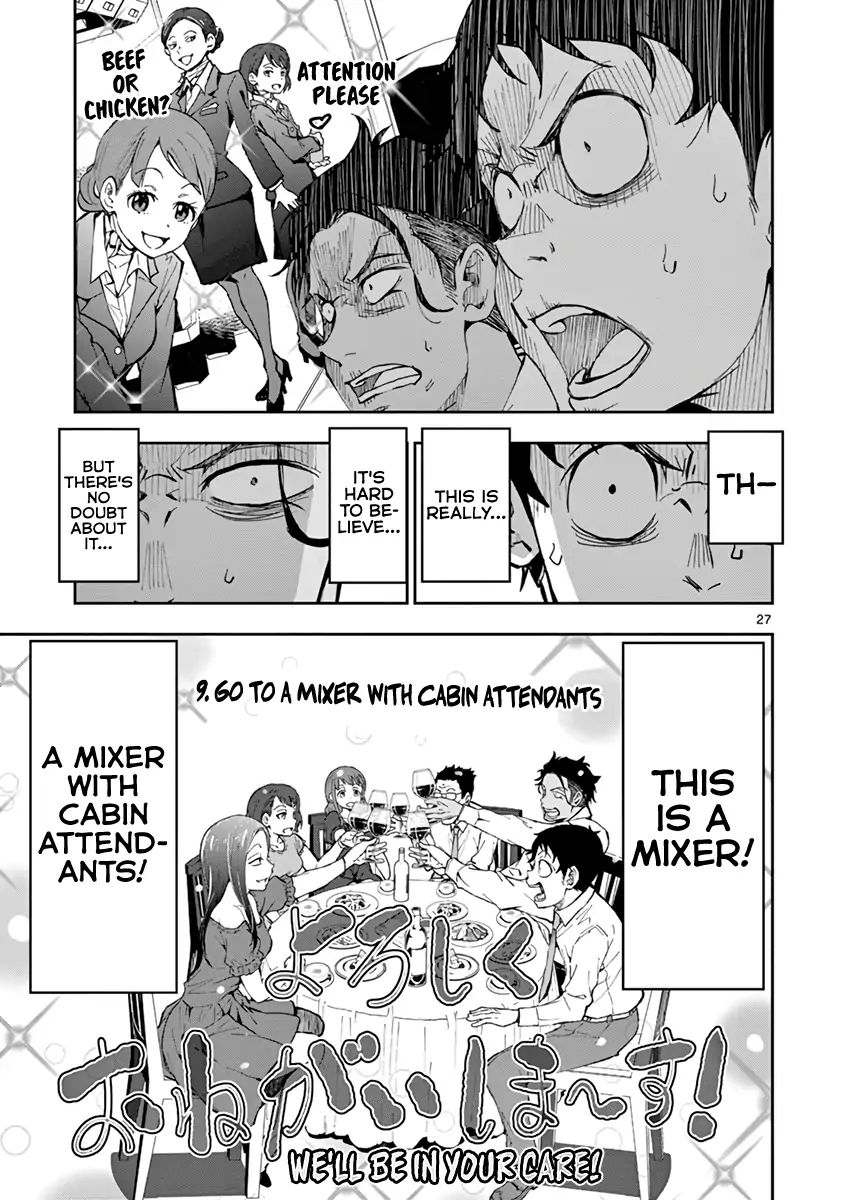 ATTENTION
PLEASE
BEEF
OR
CHICKEN?
TH-
THIS IS
REALLY...
IT'S
HARD
TO BE-
LIEVE...
BUT
THERE'S
NO
DOUBT
ABOUT
IT...
27
9. GO TO A MIXER WITH CABIN ATTENDANTS
THIS
IS A
MIXER!
A MIXER
WITH
CABIN
ATTEND-
ANTS!
よろしく
おねがいしま〜す!
WE'LL BE IN YOUR CARE!